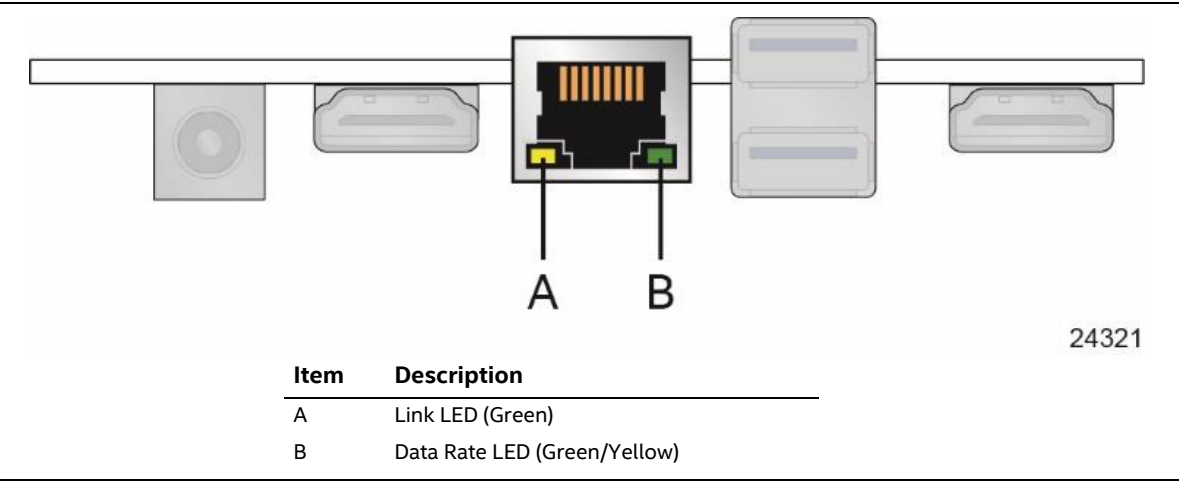 A B
24321
Item Description
A Link LED (Green)
B Data Rate LED (Green/Yellow)